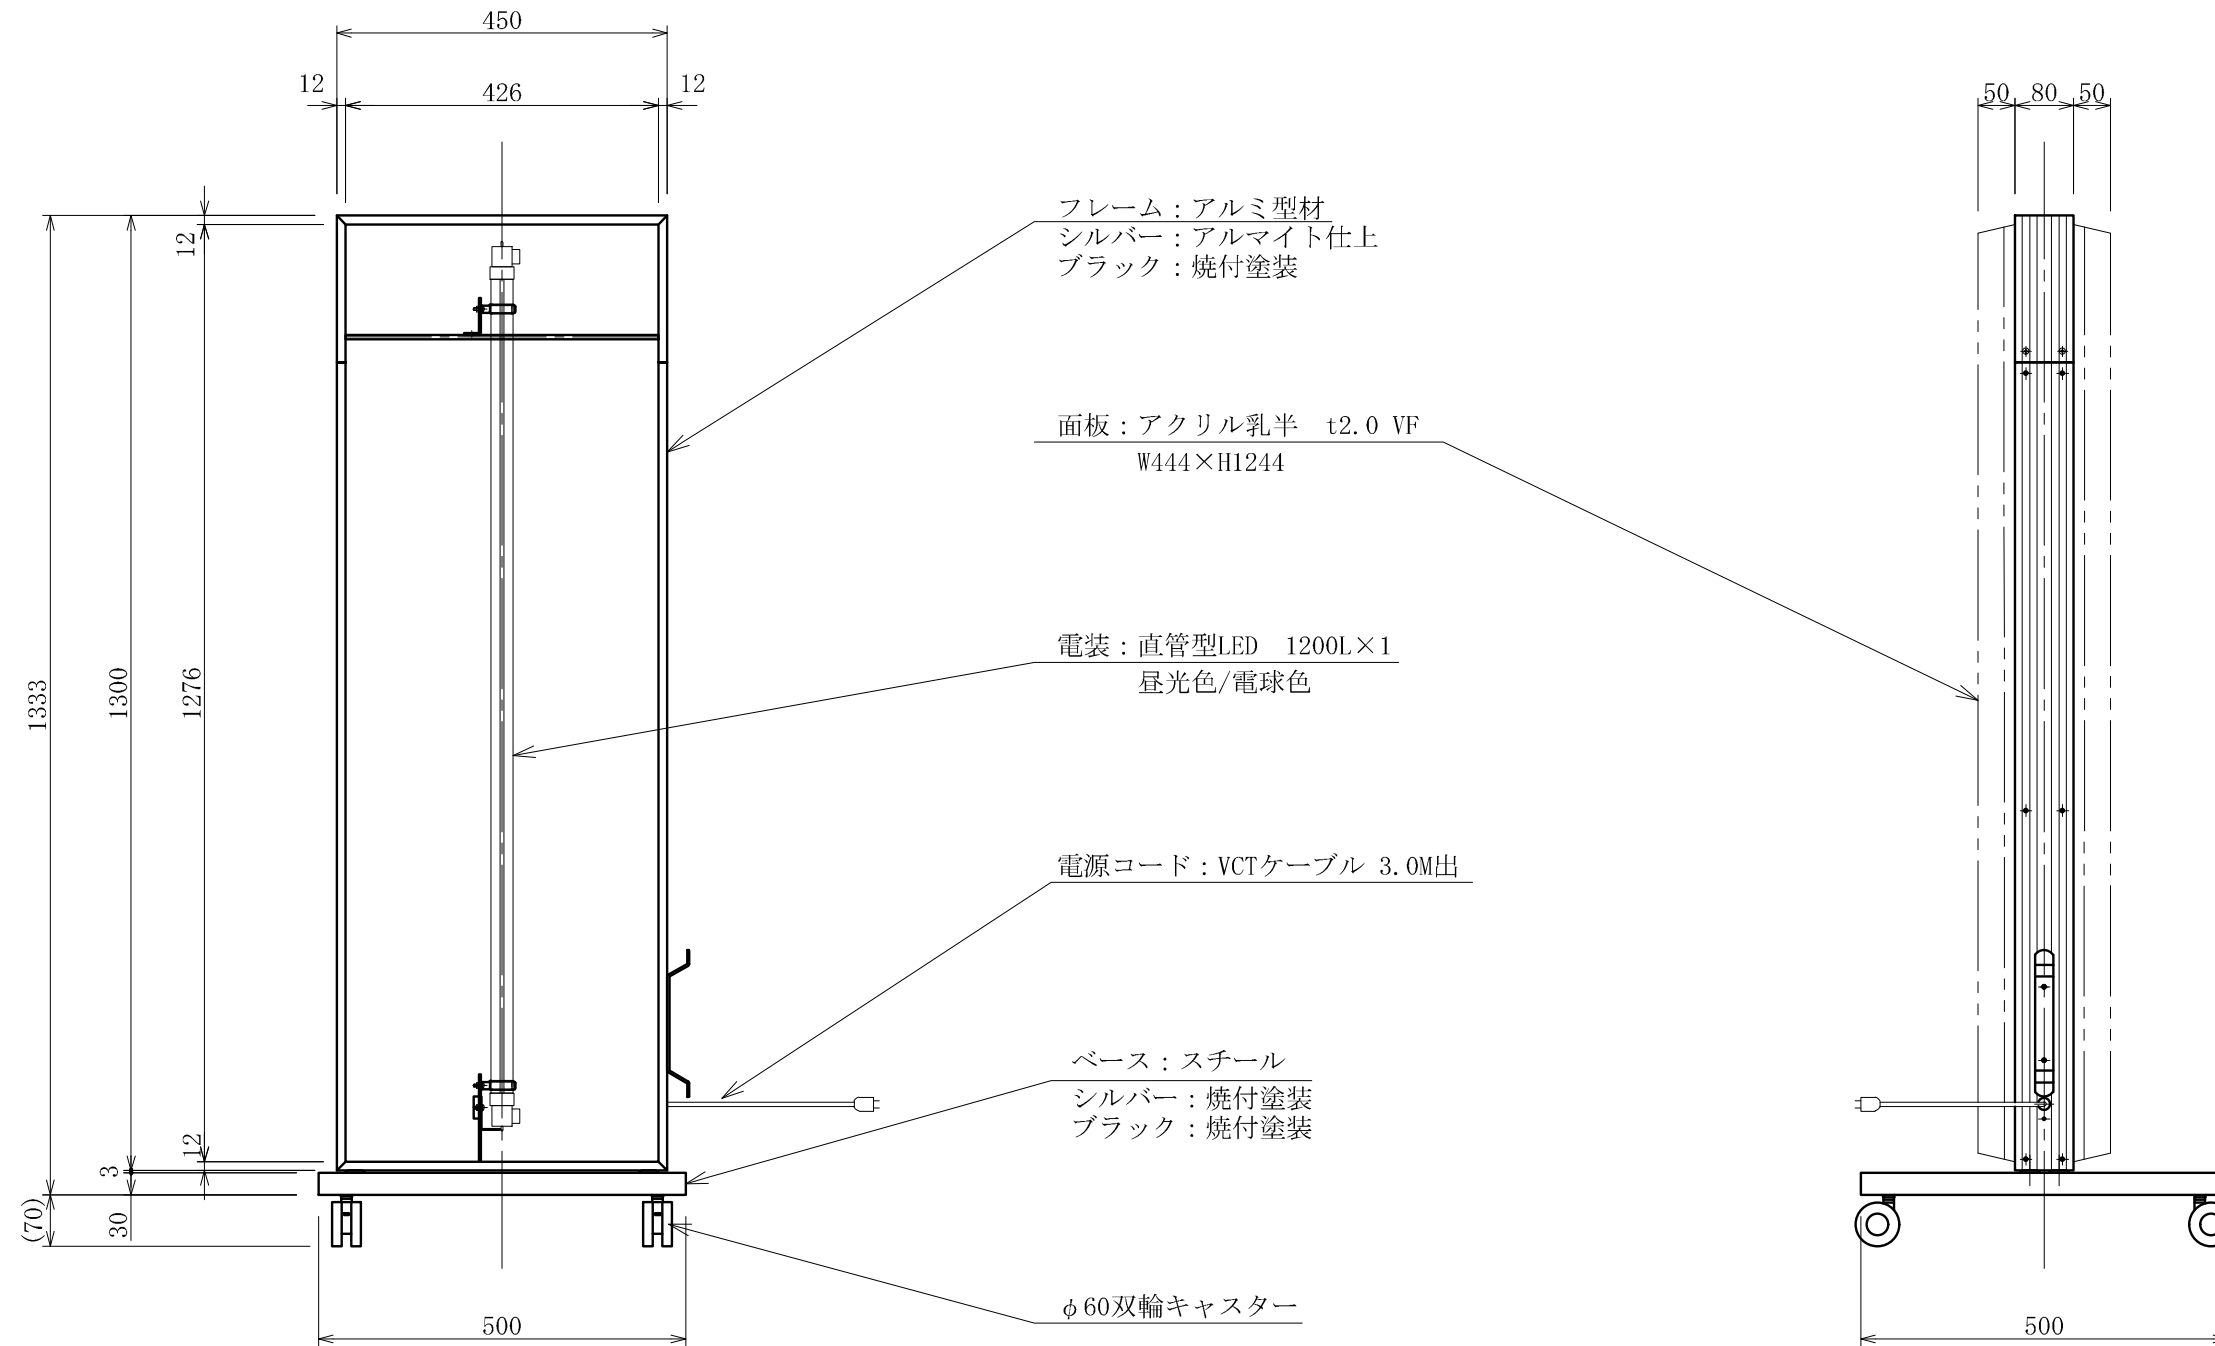 450
12
426
12
50
80
50
フレーム：アルミ型材
シルバー：アルマイト仕上
ブラック：焼付塗装
12
面板：アクリル乳半　t2.0 VF
W444×H1244
電装：直管型LED　1200L×1
昼光色/電球色
1333
1300
1276
電源コード：VCTケーブル 3.0M出
ベース：スチール
シルバー：焼付塗装
ブラック：焼付塗装
12
3
(70)
30
φ60双輪キャスター
500
500